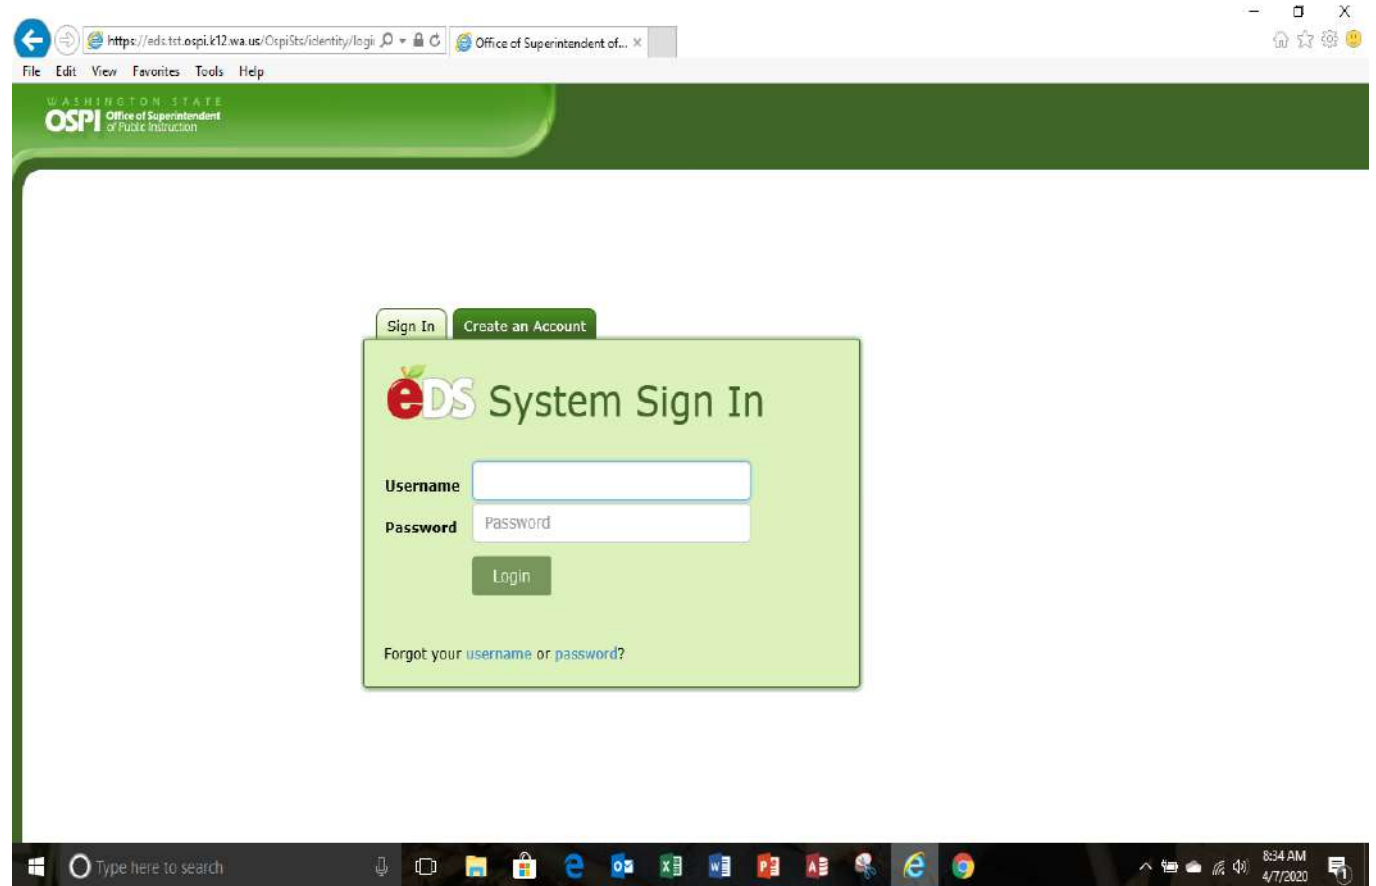 https://eds.tst.ospi.k12.wa.us/OspiSts/identity/logi
Office of Superintendent of...
File Edit View Favorites Tools Help
WASHINGTON STATE
OSPI Office of Superintendent
of Public Instruction
Sign In Create an Account
eDS System Sign In
Username
Password Password
Login
Forgot your username or password?
Type here to search
8:34 AM
4/7/2020